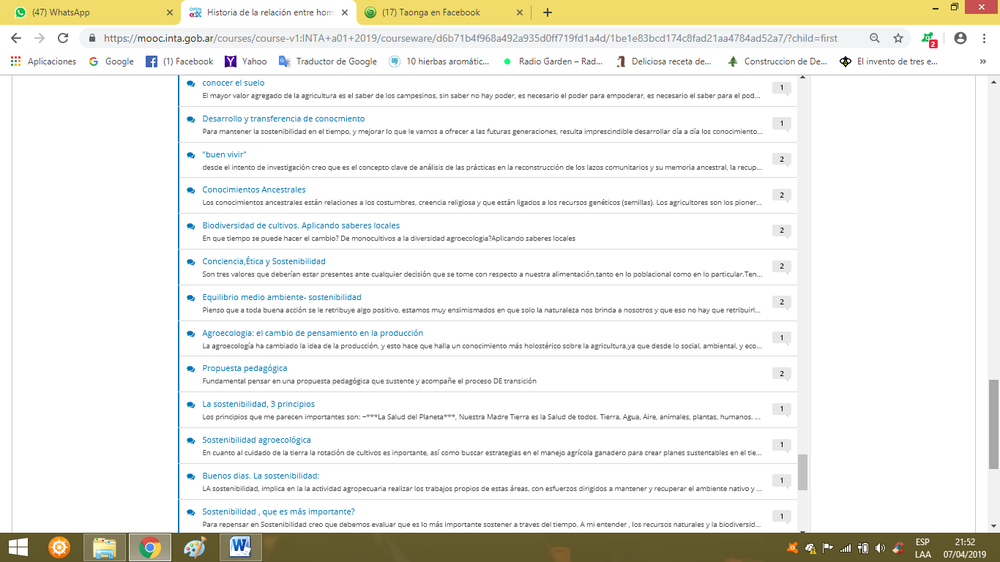 (47) WhatsApp
OPEN edX Historia de la relación entre hom
(17) Taonga en Facebook
https://mooc.inta.gob.ar/courses/course-v1:INTA+a01+2019/courseware/d6b71b4f968a492a935d0ff719fd1a4d/1be1e83bcd174c8fad21aa4784ad52a7/?child=first
2
Aplicaciones
Google
(1) Facebook
Yahoo
Traductor de Google
10 hierbas aromátic...
Radio Garden – Rad...
Deliciosa receta de...
Construccion de De...
El invento de tres e...
»
conocer el suelo
1
El mayor valor agregado de la agricultura es el saber de los campesinos, sin saber no hay poder, es necesario el poder para empoderar, es necesario el saber para el pod...
Desarrollo y transferencia de conocmiento
1
Para mantener la sostenibilidad en el tiempo, y mejorar lo que le vamos a ofrecer a las futuras generaciones, resulta imprescindible desarrollar día a día los conocimiento...
"buen vivir"
2
desde el intento de investigación creo que es el concepto clave de análisis de las prácticas en la reconstrucción de los lazos comunitarios y su memoria ancestral, la recup...
Conocimientos Ancestrales
2
Los conocimientos ancestrales están relaciones a los costumbres, creencia religiosa y que están ligados a los recursos genéticos (semillas). Los agricultores son los pioner...
Biodiversidad de cultivos. Aplicando saberes locales
2
En que tiempo se puede hacer el cambio? De monocultivos a la diversidad agroecologia?Aplicando saberes locales
Conciencia,Ética y Sostenibilidad
2
Son tres valores que deberían estar presentes ante cualquier decisión que se tome con respecto a nuestra alimentación,tanto en lo poblacional como en lo particular.Ten...
Equilibrio medio ambiente- sostenibilidad
2
Pienso que a toda buena acción se le retribuye algo positivo, estamos muy ensimismados en que solo la naturaleza nos brinda a nosotros y que eso no hay que retribuirl...
Agroecologia: el cambio de pensamiento en la producción
1
La agroecología ha cambiado la idea de la producción, y esto hace que halla un conocimiento más holostérico sobre la agricultura,ya que desde lo social, ambiental, y eco...
Propuesta pedagógica
2
Fundamental pensar en una propuesta pedagógica que sustente y acompañe el proceso DE transición
La sostenibilidad, 3 principios
1
Los principios que me parecen importantes son: –***La Salud del Planeta***, Nuestra Madre Tierra es la Salud de todos. Tierra, Agua, Aire, animales, plantas, humanos. ...
Sostenibilidad agroecológica
1
En cuanto al cuidado de la tierra la rotación de cultivos es inportante, así como buscar estrategias en el manejo agrícola ganadero para crear planes sustentables en el tie...
Buenos dias. La sostenibilidad:
1
LA sostenibilidad, implica en la la actividad agropecuaria realizar los trabajos propios de estas áreas, con esfuerzos dirigidos a mantener y recuperar el ambiente nativo y ...
Sostenibilidad , que es más importante?
1
Para repensar en Sostenibilidad creo que debemos evaluar que es lo más importante sostener a traves del tiempo. A mi entender , los recursos naturales y la biodiversid...
ESP
LAA
21:52
07/04/2019